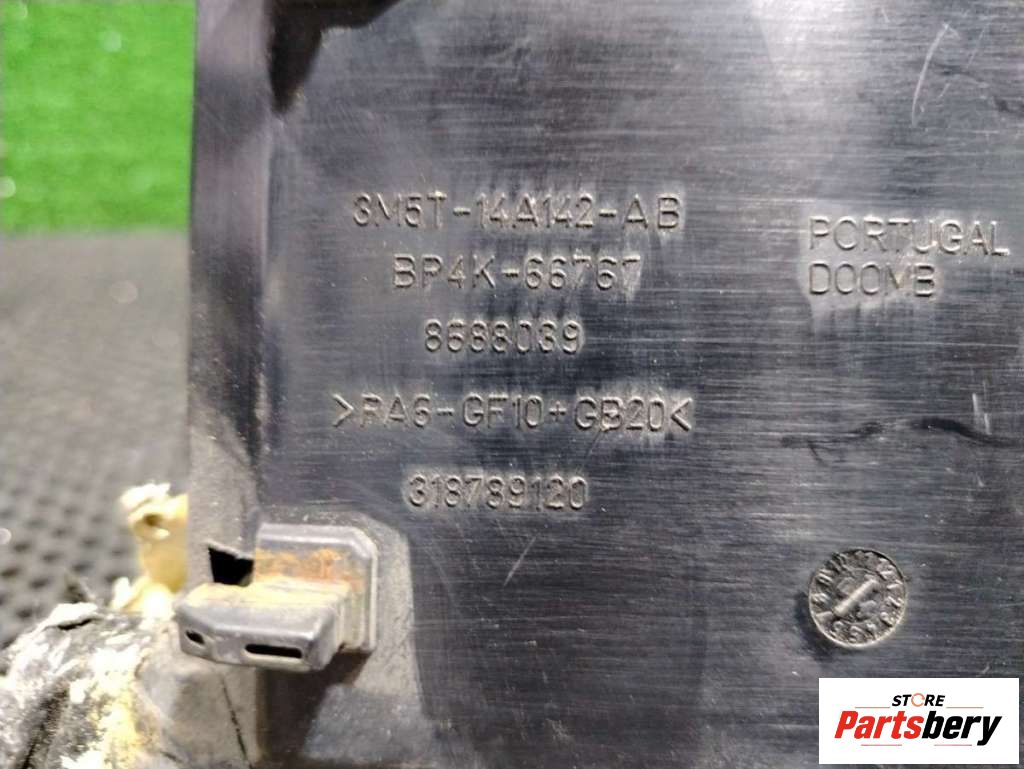 3M5T-14A142-AB
BP4K-66767
8688039
>PA6-GF10+GB20<
318789120
PORTUGAL
DOOMB
STORE
Partsbery